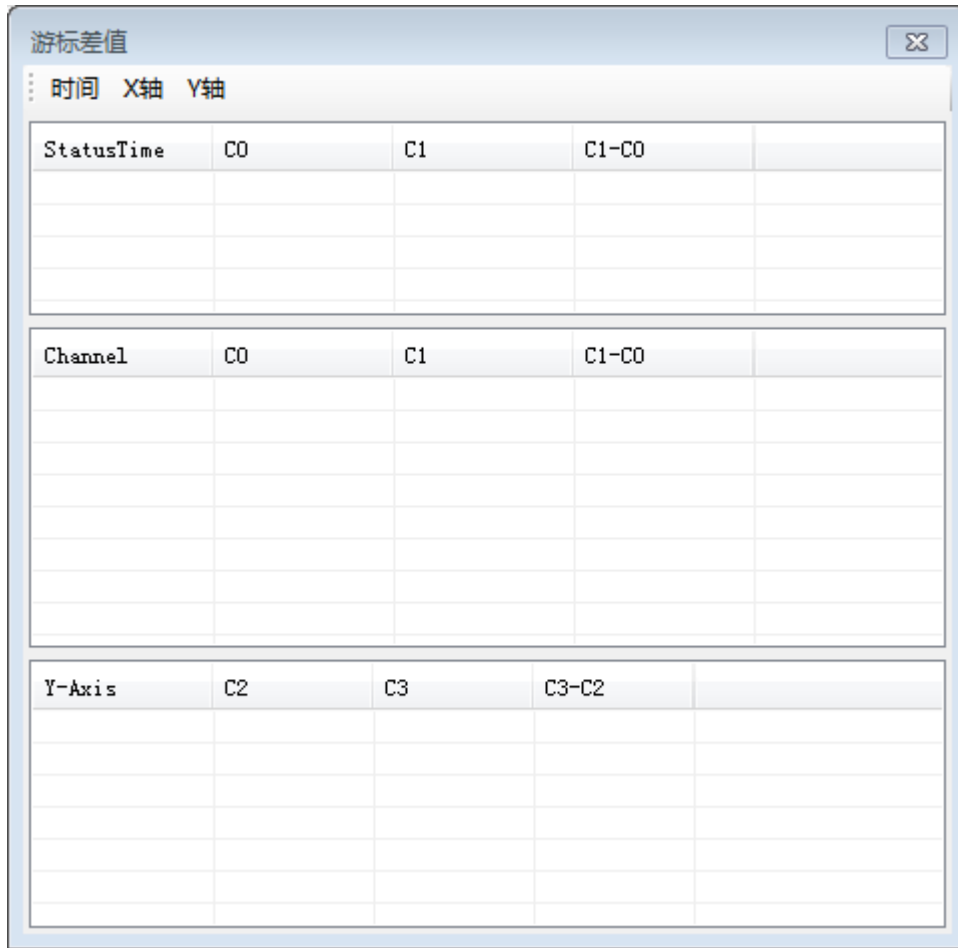 游标差值
时间 X轴 Y轴
StatusTime C0 C1 C1-C0
Channel C0 C1 C1-C0
Y-Axis C2 C3 C3-C2